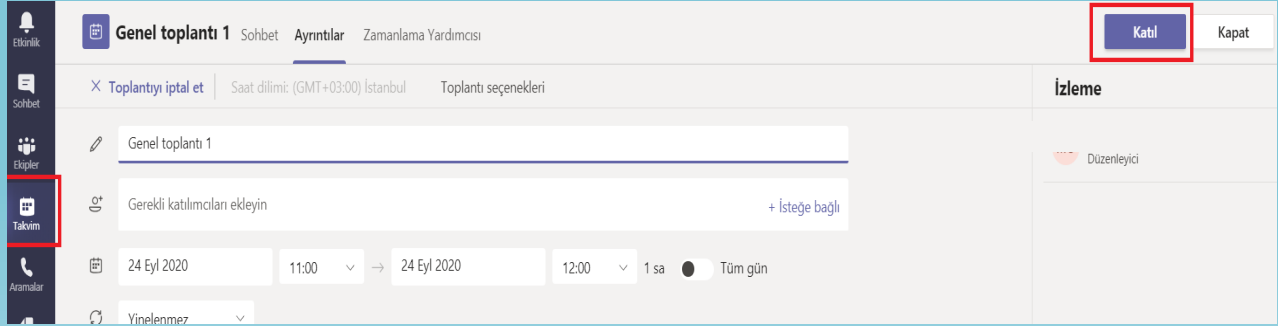 Etkinlik
Sohbet
Ekipler
Takvim
Aramalar
Genel toplantı 1 Sohbet Ayrıntılar Zamanlama Yardımcısı
Katıl Kapat
Toplantıyı iptal et Saat dilimi: (GMT+03:00) İstanbul Toplantı seçenekleri
Genel toplantı 1
Gerekli katılımcıları ekleyin + İsteğe bağlı
24 Eyl 2020 11:00 → 24 Eyl 2020 12:00 1 sa Tüm gün
Yinelenmez
İzleme
Düzenleyici